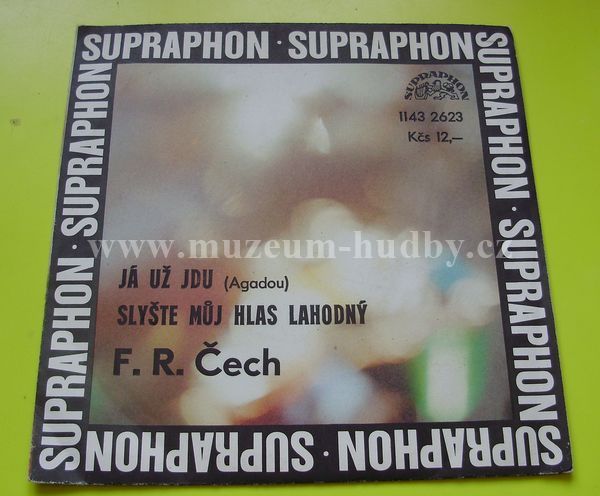 SUPRAPHON · SUPRAPHON
SUPRAPHON · SUPRAPHON
SUPRAPHON · SUPRAPHON
SUPRAPHON · SUPRAPHON
SUPRAPHON
1143 2623
Kčs 12,–
www.muzeum-hudby.cz
JÁ UŽ JDU (Agadou)
SLYŠTE MŮJ HLAS LAHODNÝ
F. R. Čech